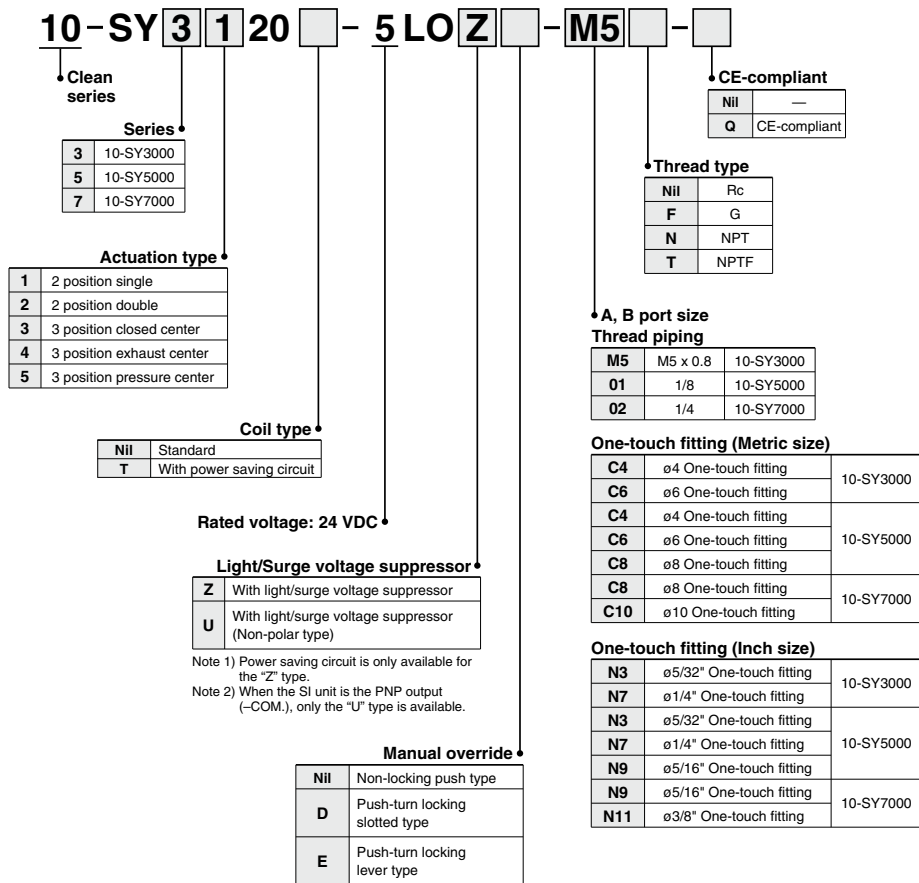 10-SY 3 1 20 - 5 LO Z - M5 -
Clean
series
Series
3 10-SY3000
5 10-SY5000
7 10-SY7000
Actuation type
1 2 position single
2 2 position double
3 3 position closed center
4 3 position exhaust center
5 3 position pressure center
Coil type
Nil Standard
T With power saving circuit
Rated voltage: 24 VDC
Light/Surge voltage suppressor
Z With light/surge voltage suppressor
U With light/surge voltage suppressor
(Non-polar type)
Note 1) Power saving circuit is only available for
the “Z” type.
Note 2) When the SI unit is the PNP output
(–COM.), only the “U” type is available.
Manual override
Nil Non-locking push type
D Push-turn locking
slotted type
E Push-turn locking
lever type
CE-compliant
Nil —
Q CE-compliant
Thread type
Nil Rc
F G
N NPT
T NPTF
A, B port size
Thread piping
M5 M5 x 0.8 10-SY3000
01 1/8 10-SY5000
02 1/4 10-SY7000
One-touch fitting (Metric size)
C4 ø4 One-touch fitting 10-SY3000
C6 ø6 One-touch fitting
C4 ø4 One-touch fitting
C6 ø6 One-touch fitting 10-SY5000
C8 ø8 One-touch fitting
C8 ø8 One-touch fitting 10-SY7000
C10 ø10 One-touch fitting
One-touch fitting (Inch size)
N3 ø5/32" One-touch fitting 10-SY3000
N7 ø1/4" One-touch fitting
N3 ø5/32" One-touch fitting
N7 ø1/4" One-touch fitting 10-SY5000
N9 ø5/16" One-touch fitting
N9 ø5/16" One-touch fitting 10-SY7000
N11 ø3/8" One-touch fitting